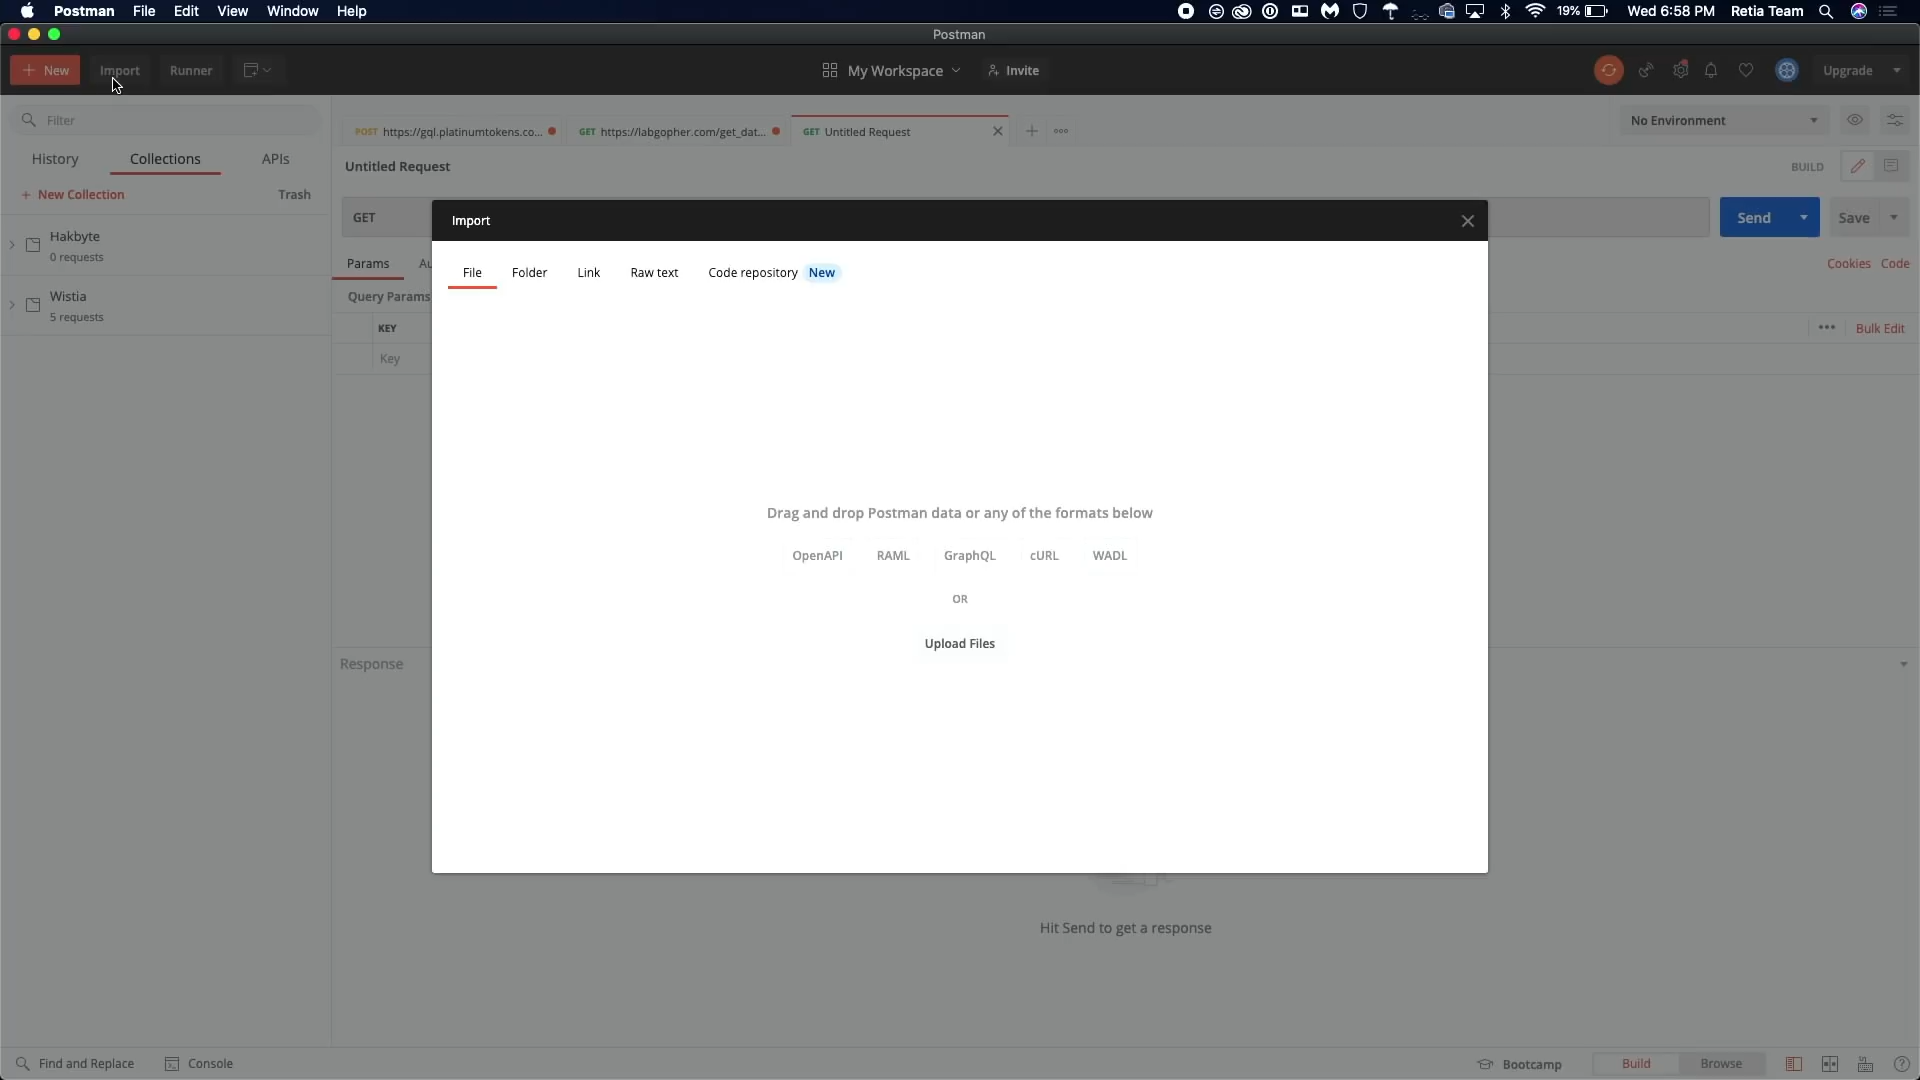 Postman File Edit View Window Help 19% Wed 6:58 PM Retia Team
Postman
+ New Import Runner My Workspace Invite Upgrade
Filter
POST https://gql.platinumtokens.co... GET https://labgopher.com/get_dat... GET Untitled Request No Environment
History Collections APIs
Untitled Request BUILD
+ New Collection Trash
GET Send Save
Import
Hakbyte
0 requests
Params Au Cookies Code
File Folder Link Raw text Code repository New
Query Params
Wistia
5 requests
KEY ••• Bulk Edit
Key
Drag and drop Postman data or any of the formats below
OpenAPI RAML GraphQL cURL WADL
OR
Upload Files
Response
Hit Send to get a response
Find and Replace Console Bootcamp Build Browse